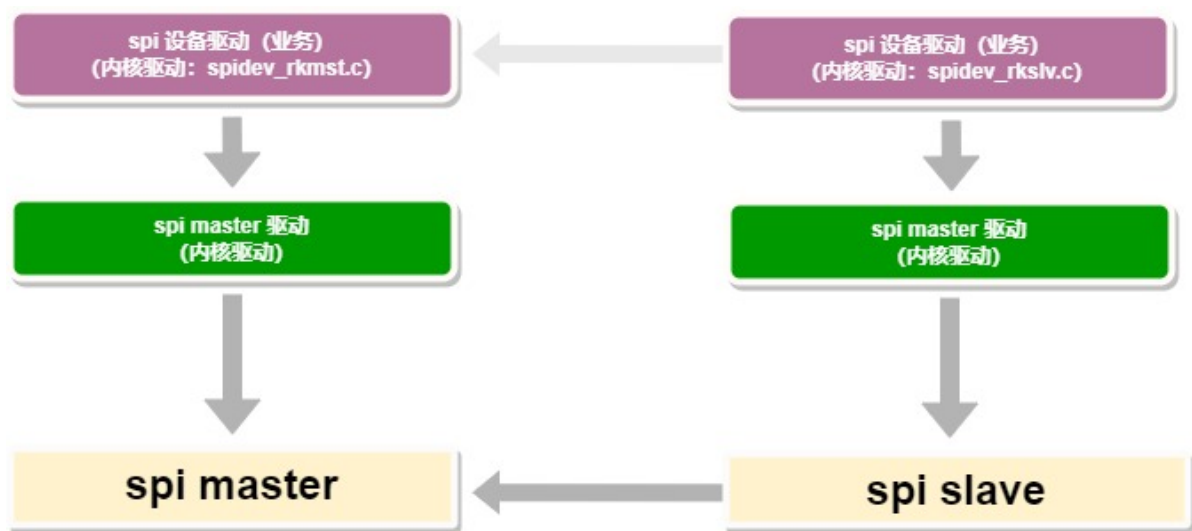 spi 设备驱动（业务）
(内核驱动：spidev_rkmst.c)
spi 设备驱动（业务）
(内核驱动：spidev_rkslv.c)
spi master 驱动
(内核驱动)
spi master 驱动
(内核驱动)
spi master
spi slave